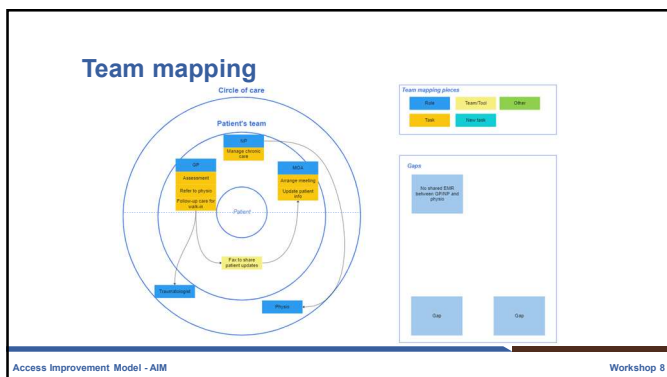 Team mapping
Circle of care
Patient's team
NP
Manage chronic
care
GP
Assessment
Refer to physio
Follow-up care for
MOA
Arrange meeting
Update patient
info
Patient
Fax to share
patient updates
Traumatologist
Physio
Team mapping pieces
Role
Team/Tool
Other
Task
New task
Gaps
No shared EMR
between GP/NP and
physio
Gap
Gap
Access Improvement Model - AIM
Workshop 8